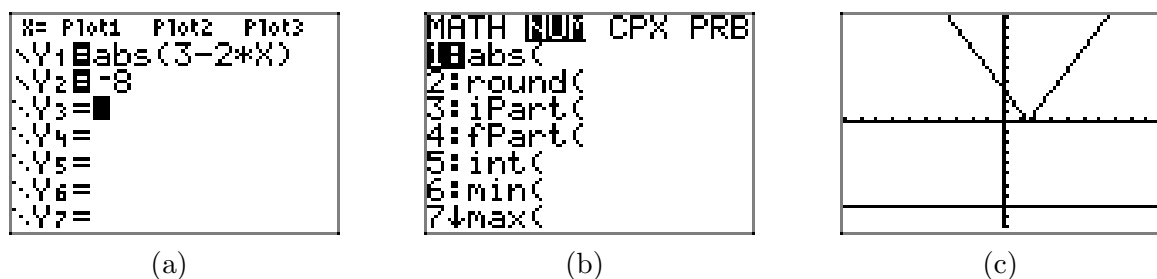 X= Plot1 Plot2 Plot3
\Y1=abs(3-2*X)
\Y2=-8
\Y3=
\Y4=
\Y5=
\Y6=
\Y7=
(a)
MATH NUM CPX PRB
1:abs(
2:round(
3:iPart(
4:fPart(
5:int(
6:min(
7↓max(
(b)
(c)